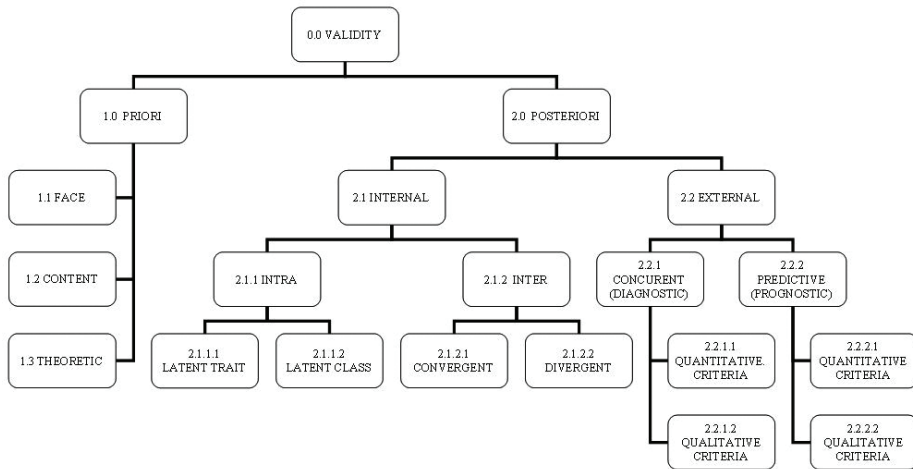 0.0 VALIDITY
1.0 PRIORI
2.0 POSTERIORI
1.1 FACE
2.1 INTERNAL
2.2 EXTERNAL
1.2 CONTENT
2.1.1 INTRA
2.1.2 INTER
2.2.1
CONCURENT
(DIAGNOSTIC)
2.2.2
PREDICTIVE
(PROGNOSTIC)
1.3 THEORETIC
2.1.1.1
LATENT TRAIT
2.1.1.2
LATENT CLASS
2.1.2.1
CONVERGENT
2.1.2.2
DIVERGENT
2.2.1.1
QUANTITATIVE.
CRITERIA
2.2.2.1
QUANTITATIVE
CRITERIA
2.2.1.2
QUALITATIVE
CRITERIA
2.2.2.2
QUALITATIVE
CRITERIA